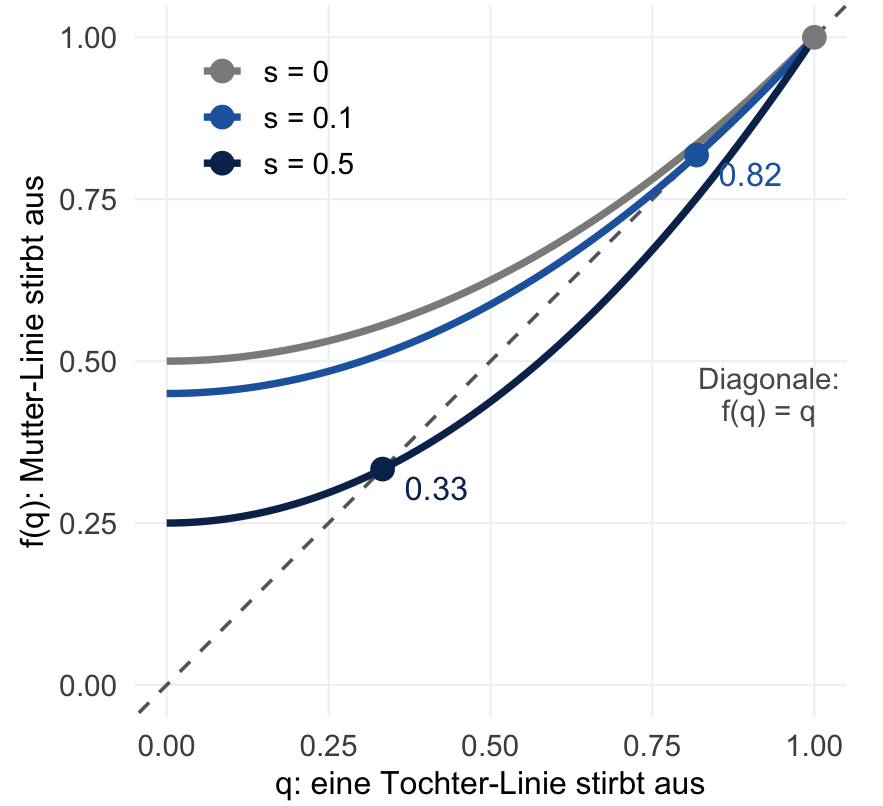 1.00
0.75
0.50
0.25
0.00
f(q): Mutter-Linie stirbt aus
s = 0
s = 0.1
s = 0.5
0.82
Diagonale:
f(q) = q
0.33
0.00 0.25 0.50 0.75 1.00
q: eine Tochter-Linie stirbt aus